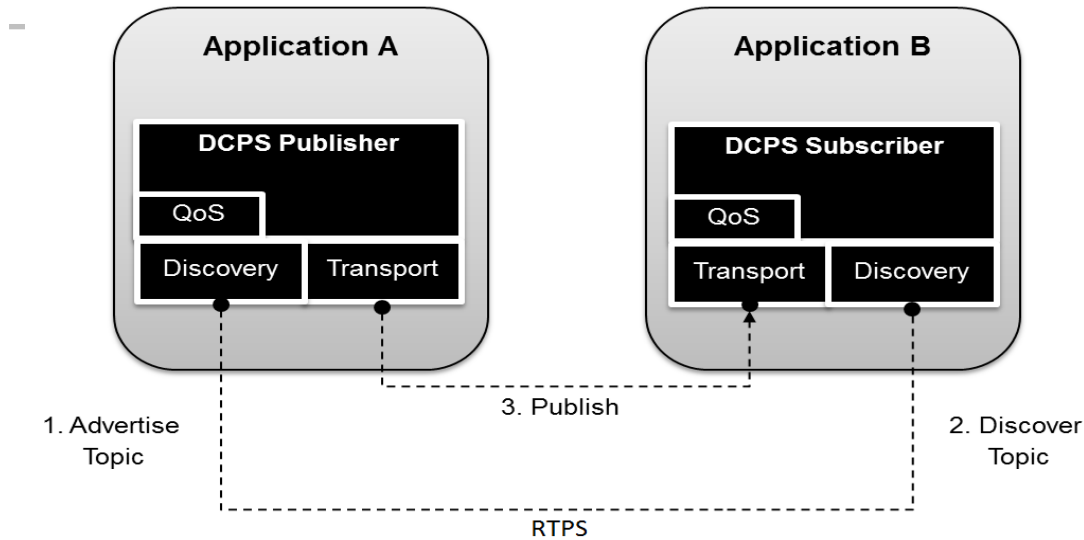 Application A
DCPS Publisher
QoS
Discovery
Transport
Application B
DCPS Subscriber
QoS
Transport
Discovery
1. Advertise
Topic
3. Publish
2. Discover
Topic
RTPS